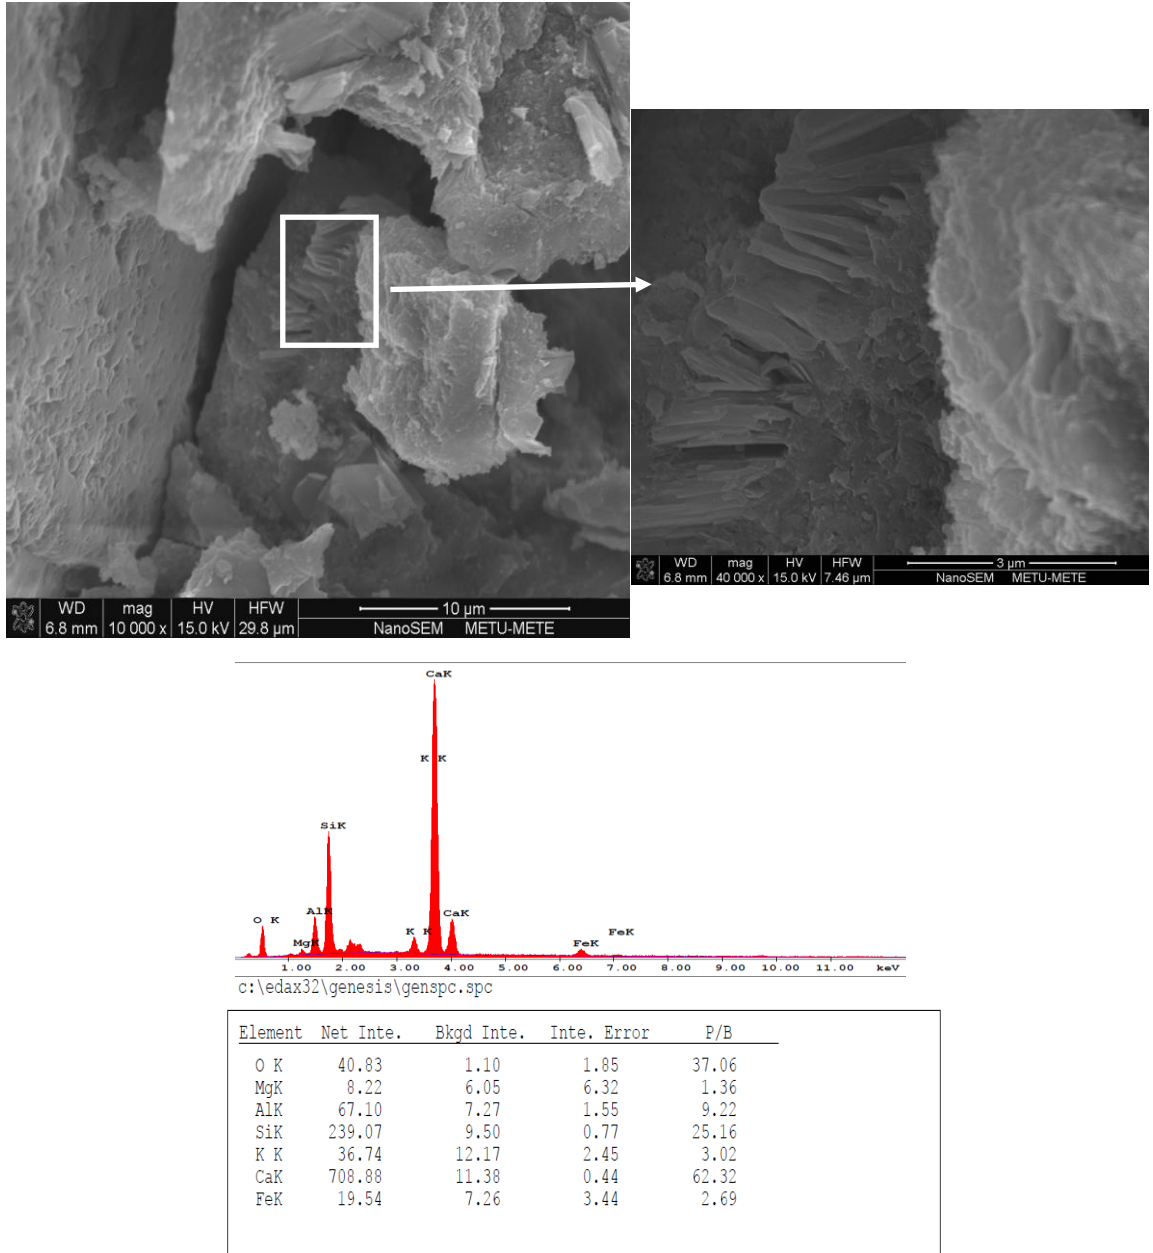 WD mag HV HFW 10 µm
6.8 mm 10 000 x 15.0 kV 29.8 µm NanoSEM METU-METE
WD mag HV HFW 3 µm
6.8 mm 40 000 x 15.0 kV 7.46 µm NanoSEM METU-METE
CaK
K K
SiK
O K
AlK
MgK
K K
CaK
FeK
FeK
1.00 2.00 3.00 4.00 5.00 6.00 7.00 8.00 9.00 10.00 11.00 keV
c:\edax32\genesis\genspc.spc
Element Net Inte. Bkgd Inte. Inte. Error P/B
O K 40.83 1.10 1.85 37.06
MgK 8.22 6.05 6.32 1.36
AlK 67.10 7.27 1.55 9.22
SiK 239.07 9.50 0.77 25.16
K K 36.74 12.17 2.45 3.02
CaK 708.88 11.38 0.44 62.32
FeK 19.54 7.26 3.44 2.69